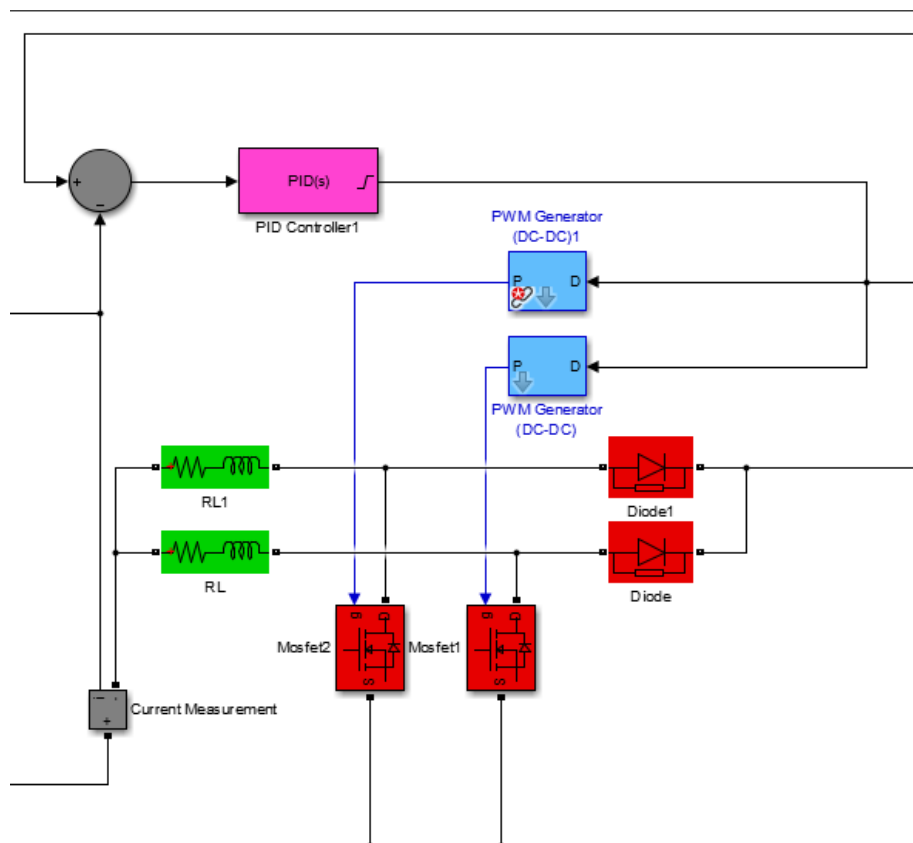 +
−
PID(s)
PID Controller1
PWM Generator
(DC-DC)1
P
D
P
D
PWM Generator
(DC-DC)
RL1
Diode1
RL
Diode
g
D
S
Mosfet2
g
D
S
Mosfet1
-
+
Current Measurement